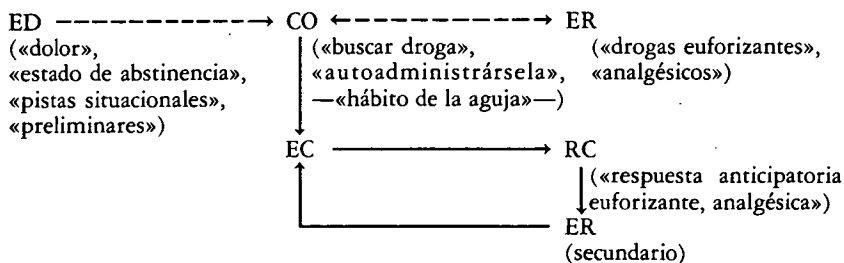 ED CO ER
(«dolor», («buscar droga», («drogas euforizantes»,
«estado de abstinencia», «autoadministrársela», «analgésicos»)
«pistas situacionales», —«hábito de la aguja»—)
«preliminares»)
EC RC
(«respuesta anticipatoria
euforizante, analgésica»)
ER
(secundario)